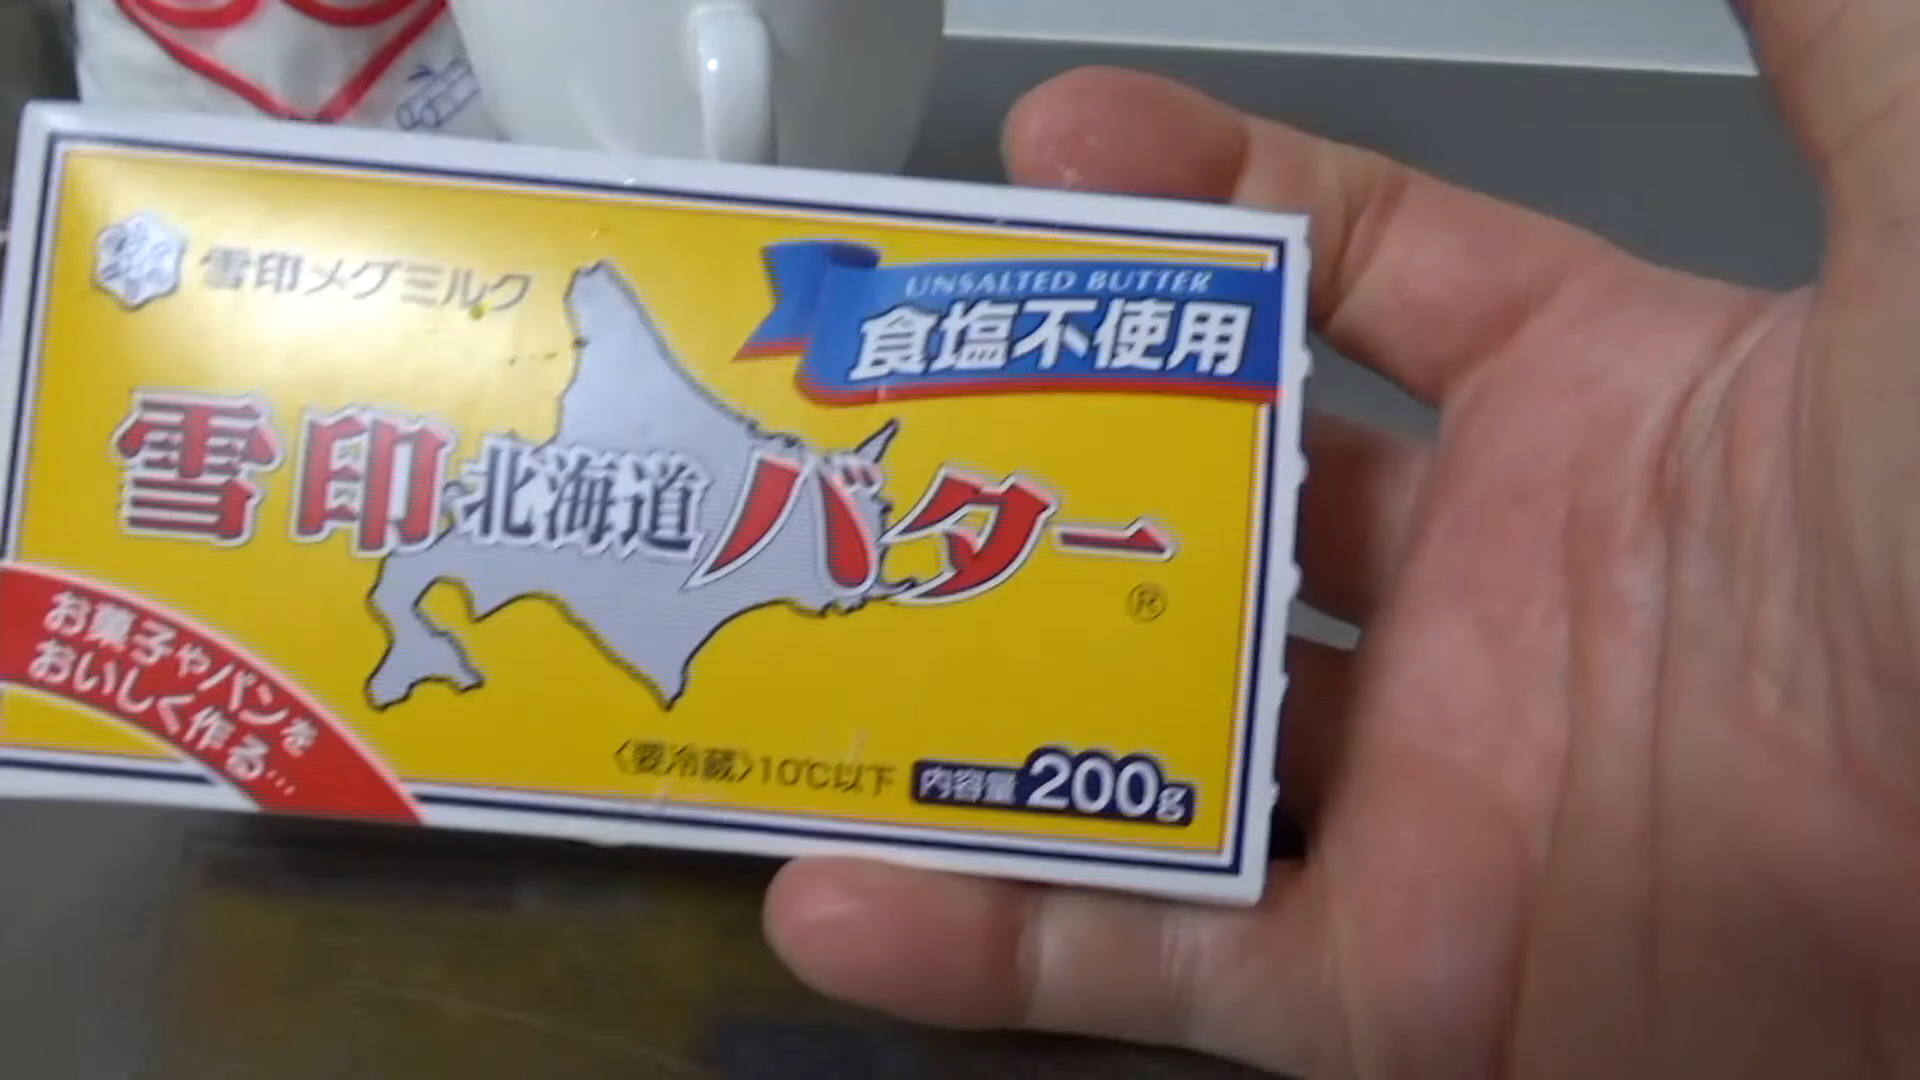 雪印メグミルク
UNSALTED BUTTER
食塩不使用
雪印北海道バター
®
お菓子やパンを
おいしく作る…
〈要冷蔵〉10℃以下
内容量 200g